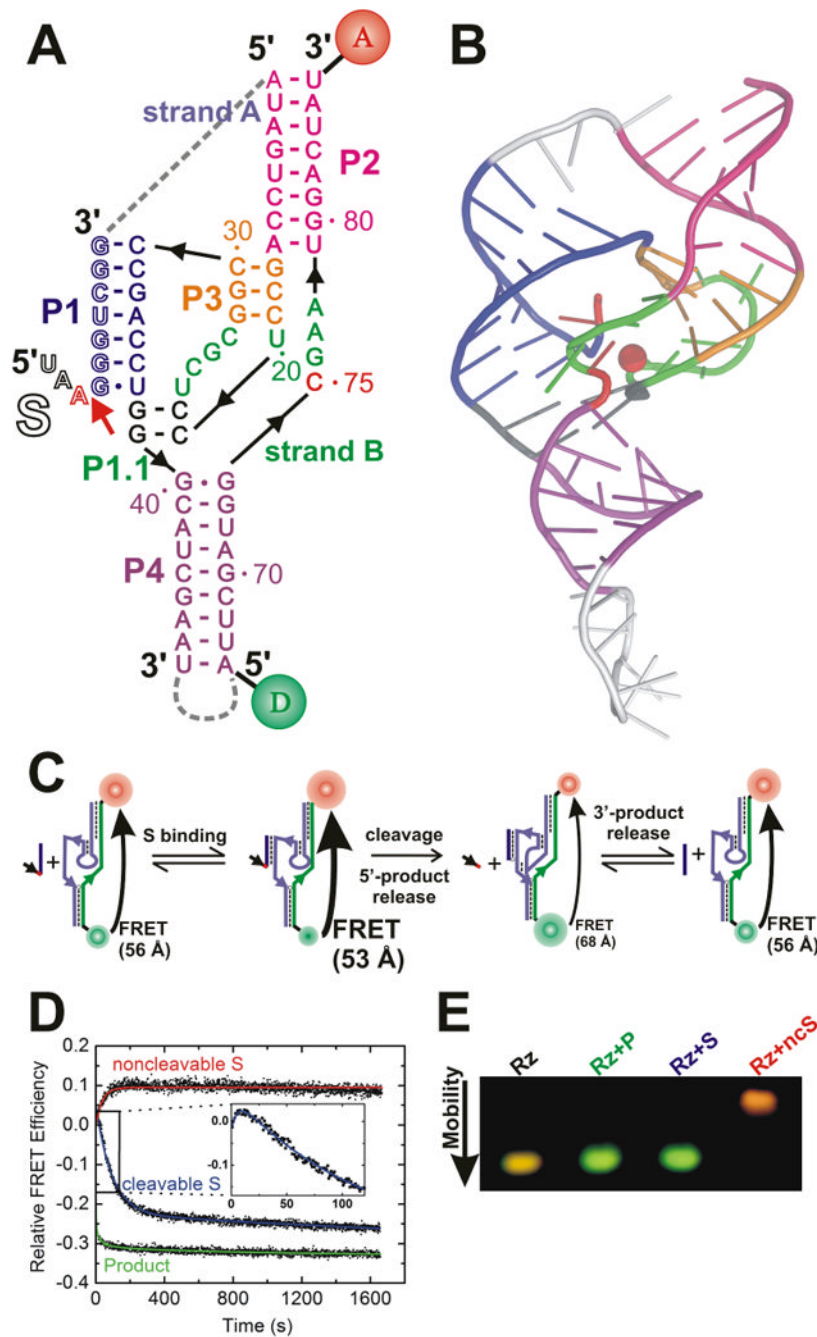 A
5' 3' A
A U
U A
strand A
A U
G C
U A
P2
C G
C G
A U
80
3'
30
G C
G C
C G
U A
G C
G C
G U
P1
C G
G C
G C
U
P3
20
C
G
C
U
A
A
G
C 75
5' U A A
S
G C
G C
P1.1
strand B
40
G G
C G
A U
U A
C G
G C
A U
A U
U A
P4
70
3' 5'
D
B
C
+
S binding
FRET
(56 Å)
FRET
(53 Å)
cleavage
5'-product
release
+
FRET
(68 Å)
3'-product
release
+
FRET
(56 Å)
D
Relative FRET Efficiency
0.2
0.1
0.0
-0.1
-0.2
-0.3
-0.4
noncleavable S
cleavable S
Product
0.0
-0.1
0 50 100
0 400 800 1200 1600
Time (s)
E
Rz Rz+P Rz+S Rz+ncS
Mobility